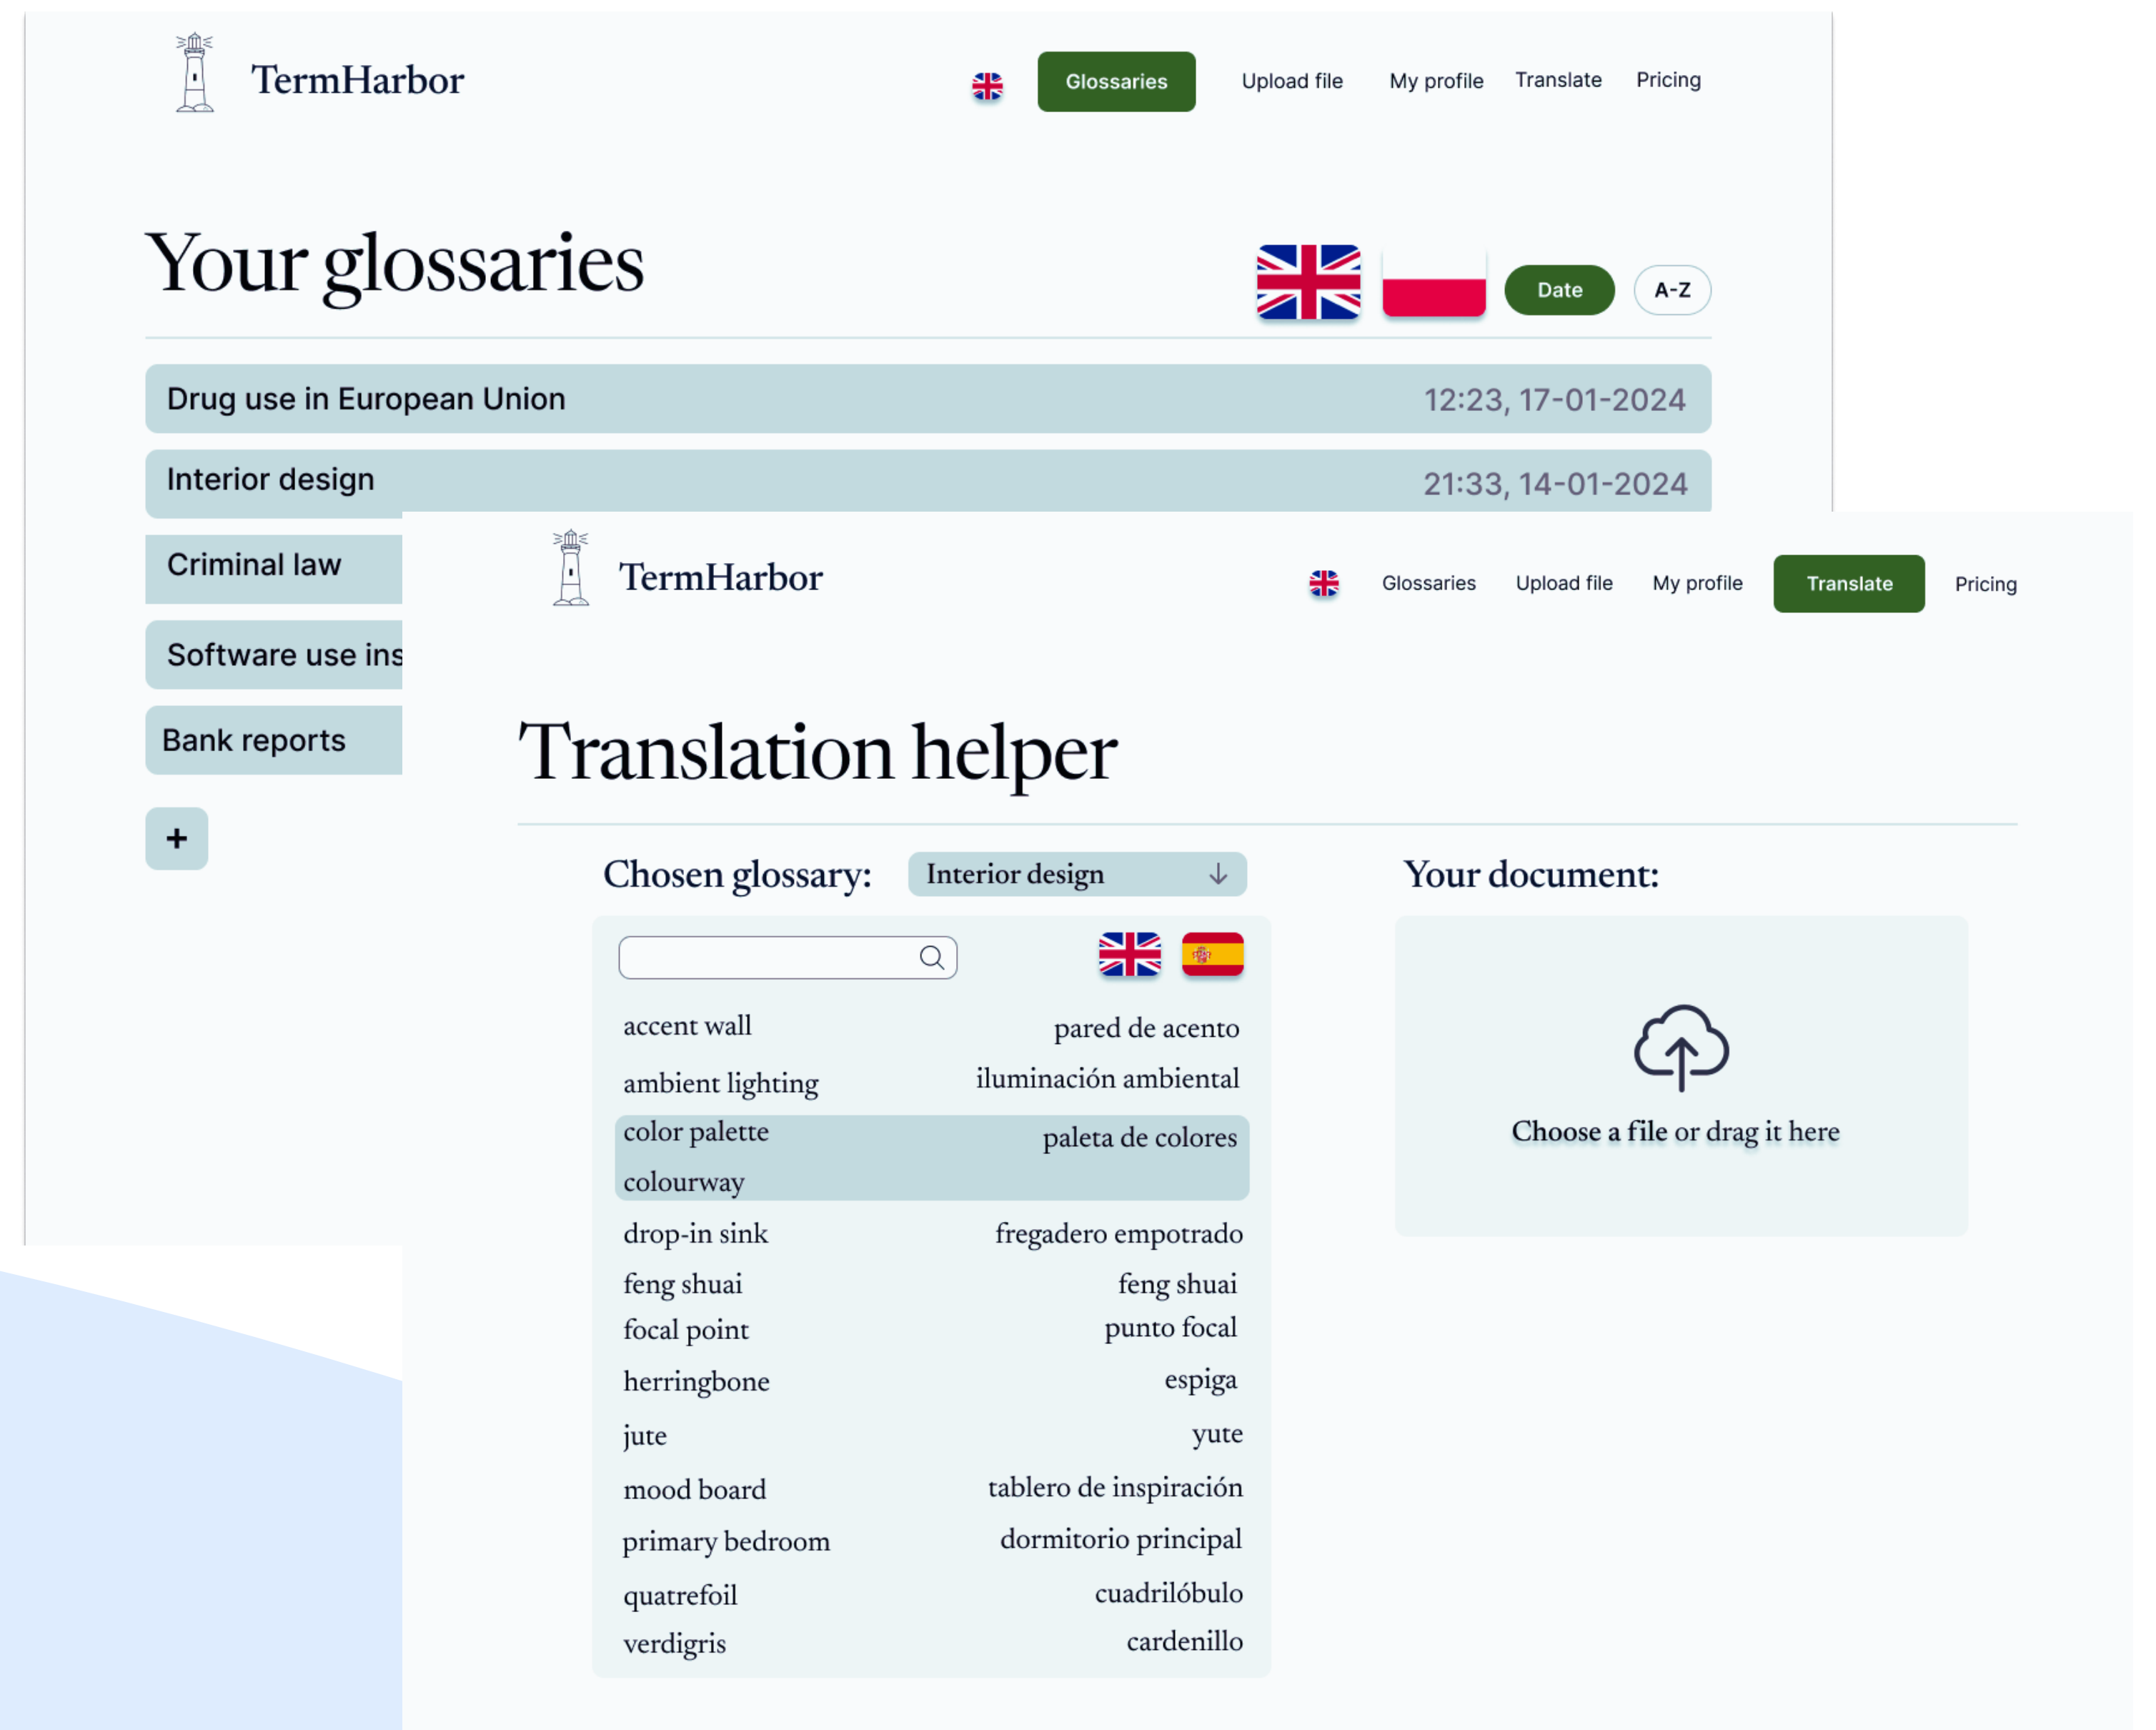 TermHarbor
Glossaries Upload file My profile Translate Pricing
Your glossaries
Date A-Z
Drug use in European Union 12:23, 17-01-2024
Interior design 21:33, 14-01-2024
Criminal law
Software use ins
Bank reports
+
TermHarbor
Glossaries Upload file My profile Translate Pricing
Translation helper
Chosen glossary: Interior design
accent wall pared de acento
ambient lighting iluminación ambiental
color palette paleta de colores
colourway
drop-in sink fregadero empotrado
feng shuai feng shuai
focal point punto focal
herringbone espiga
jute yute
mood board tablero de inspiración
primary bedroom dormitorio principal
quatrefoil cuadrilóbulo
verdigris cardenillo
Your document:
Choose a file or drag it here